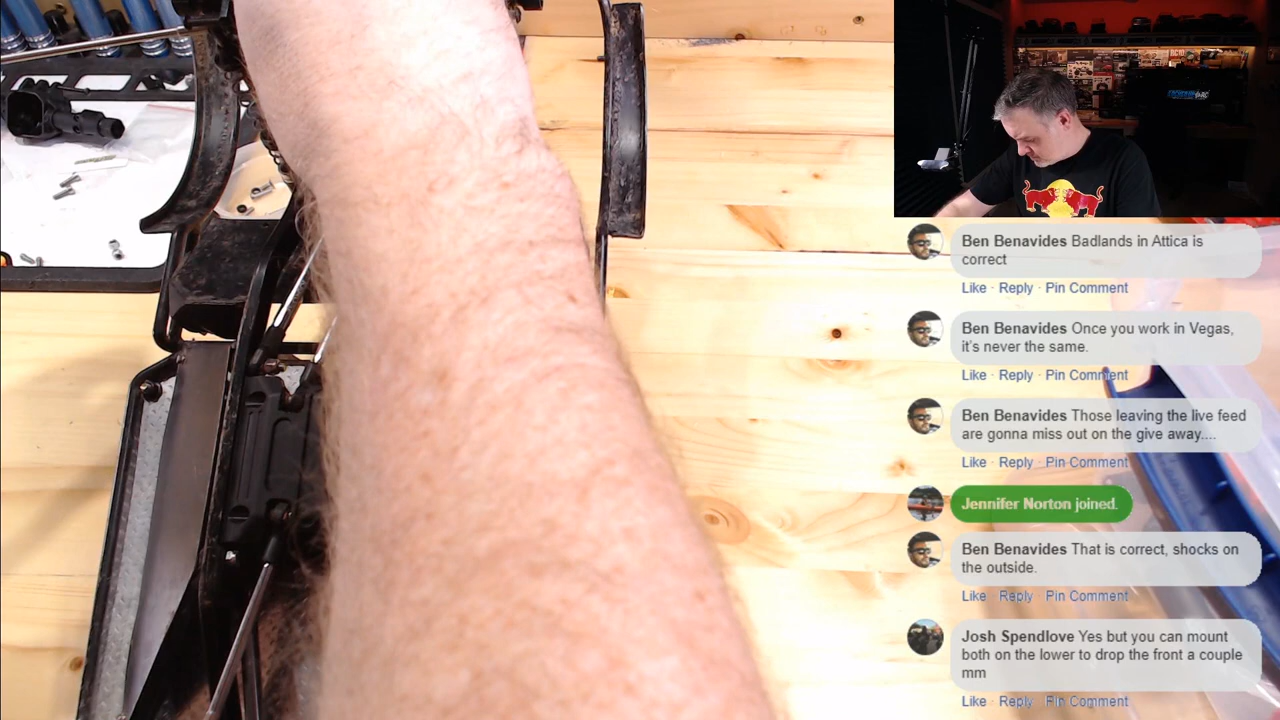 Ben Benavides Badlands in Attica is
correct
Like · Reply · Pin Comment
Ben Benavides Once you work in Vegas,
it's never the same.
Like · Reply · Pin Comment
Ben Benavides Those leaving the live feed
are gonna miss out on the give away....
Like · Reply · Pin Comment
Jennifer Norton joined.
Ben Benavides That is correct, shocks on
the outside.
Like · Reply · Pin Comment
Josh Spendlove Yes but you can mount
both on the lower to drop the front a couple
mm
Like · Reply · Pin Comment